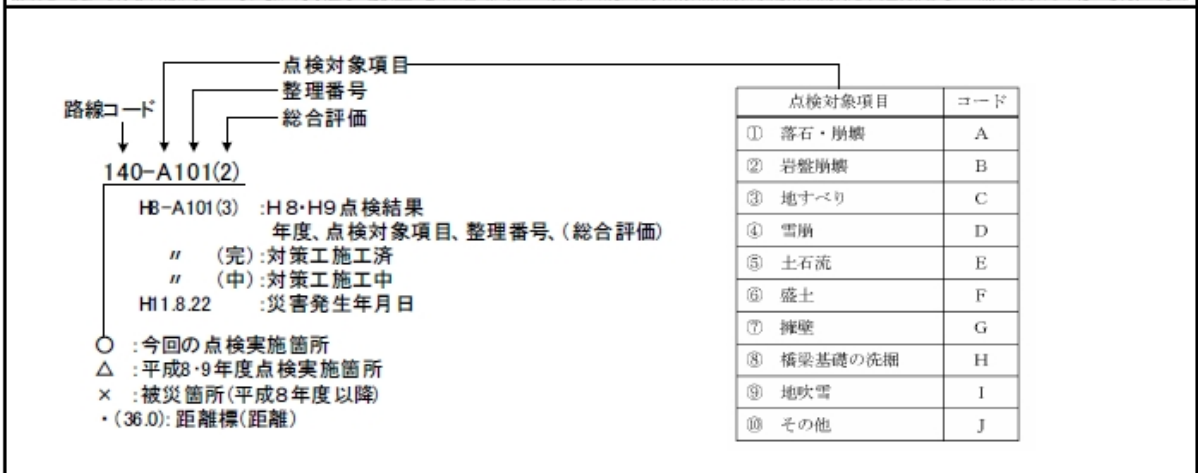 点検対象項目
整理番号
路線コード
総合評価
140-A101(2)
H8-A101(3) :H8・H9点検結果
年度、点検対象項目、整理番号、(総合評価)
〃 (完):対策工施工済
〃 (中):対策工施工中
H11.8.22 :災害発生年月日
○ :今回の点検実施箇所
△ :平成8・9年度点検実施箇所
× :被災箇所(平成8年度以降)
・(36.0):距離標(距離)
点検対象項目 コード
① 落石・崩壊 A
② 岩盤崩壊 B
③ 地すべり C
④ 雪崩 D
⑤ 土石流 E
⑥ 盛土 F
⑦ 擁壁 G
⑧ 橋梁基礎の洗掘 H
⑨ 地吹雪 I
⑩ その他 J